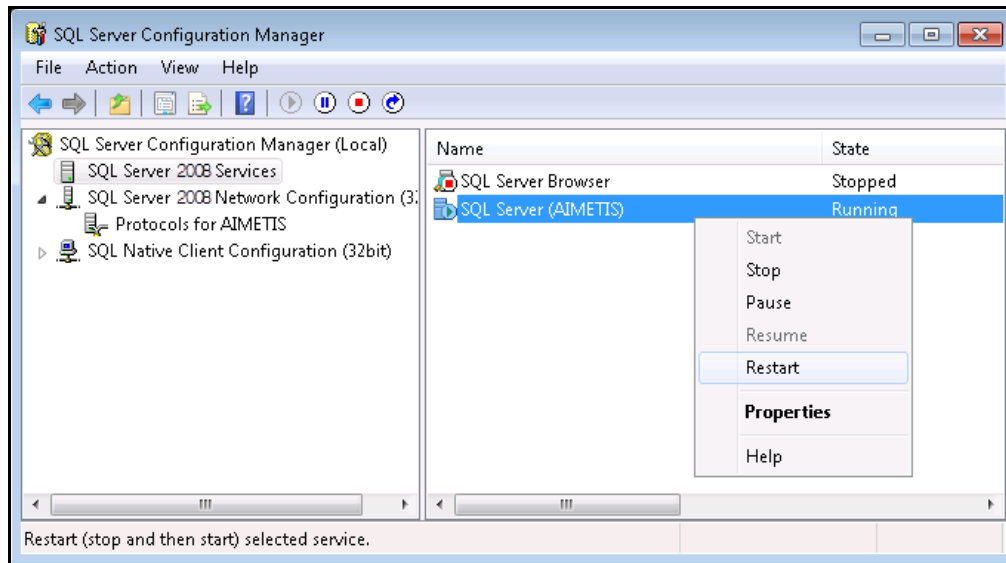 SQL Server Configuration Manager
File Action View Help
SQL Server Configuration Manager (Local)
SQL Server 2008 Services
SQL Server 2008 Network Configuration (3
Protocols for AIMETIS
SQL Native Client Configuration (32bit)
Name State
SQL Server Browser Stopped
SQL Server (AIMETIS) Running
Start
Stop
Pause
Resume
Restart
Properties
Help
Restart (stop and then start) selected service.